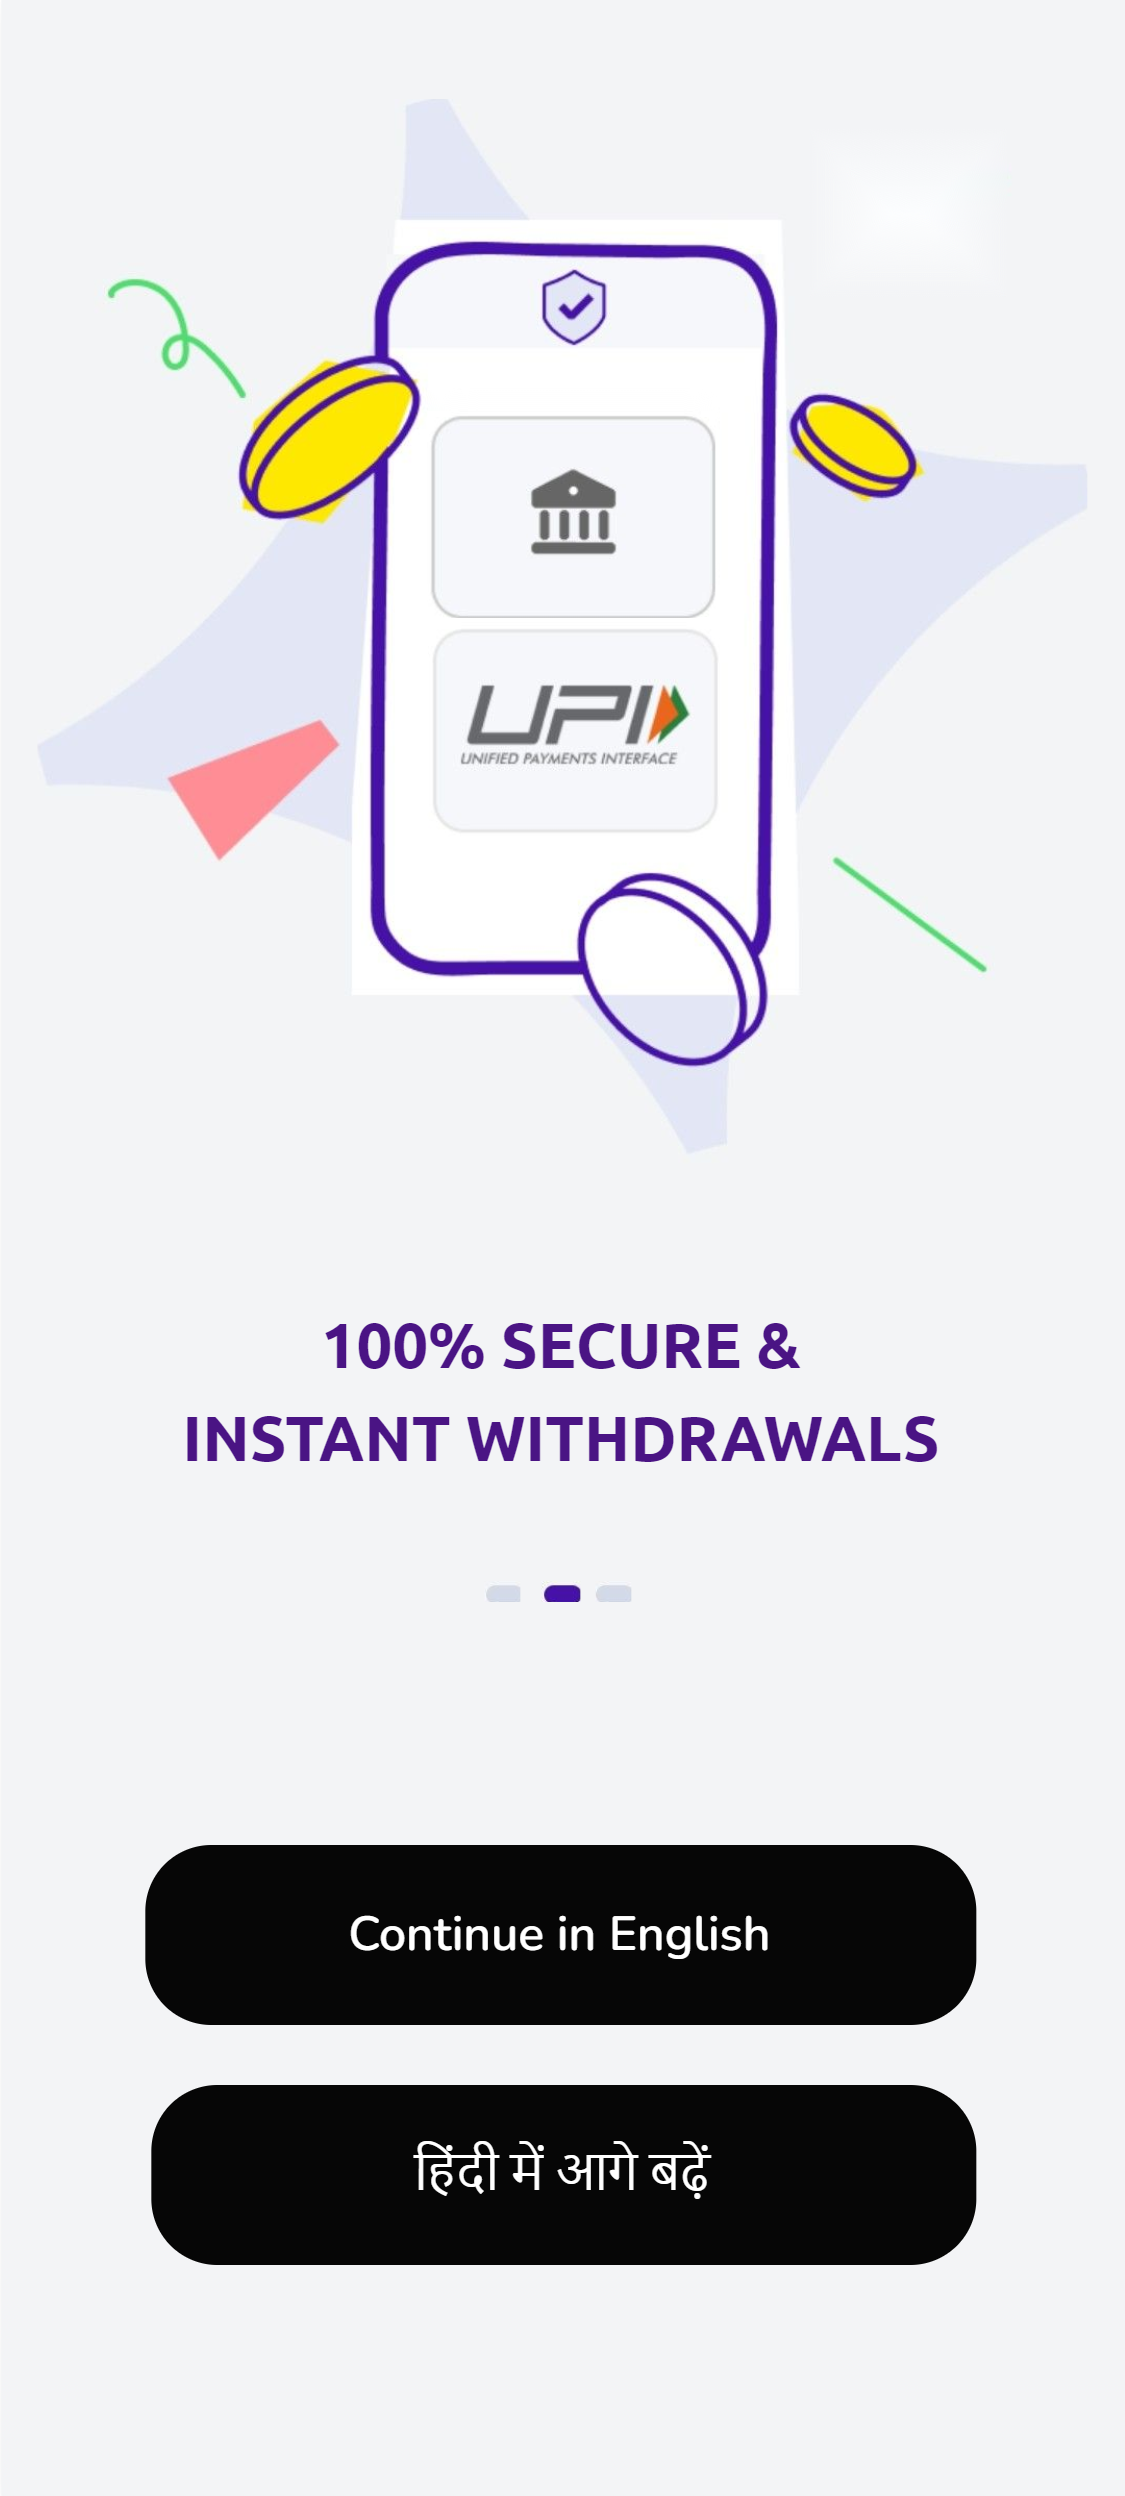 UPI
UNIFIED PAYMENTS INTERFACE
100% SECURE &
INSTANT WITHDRAWALS
Continue in English
हिंदी में आगे बढ़ें